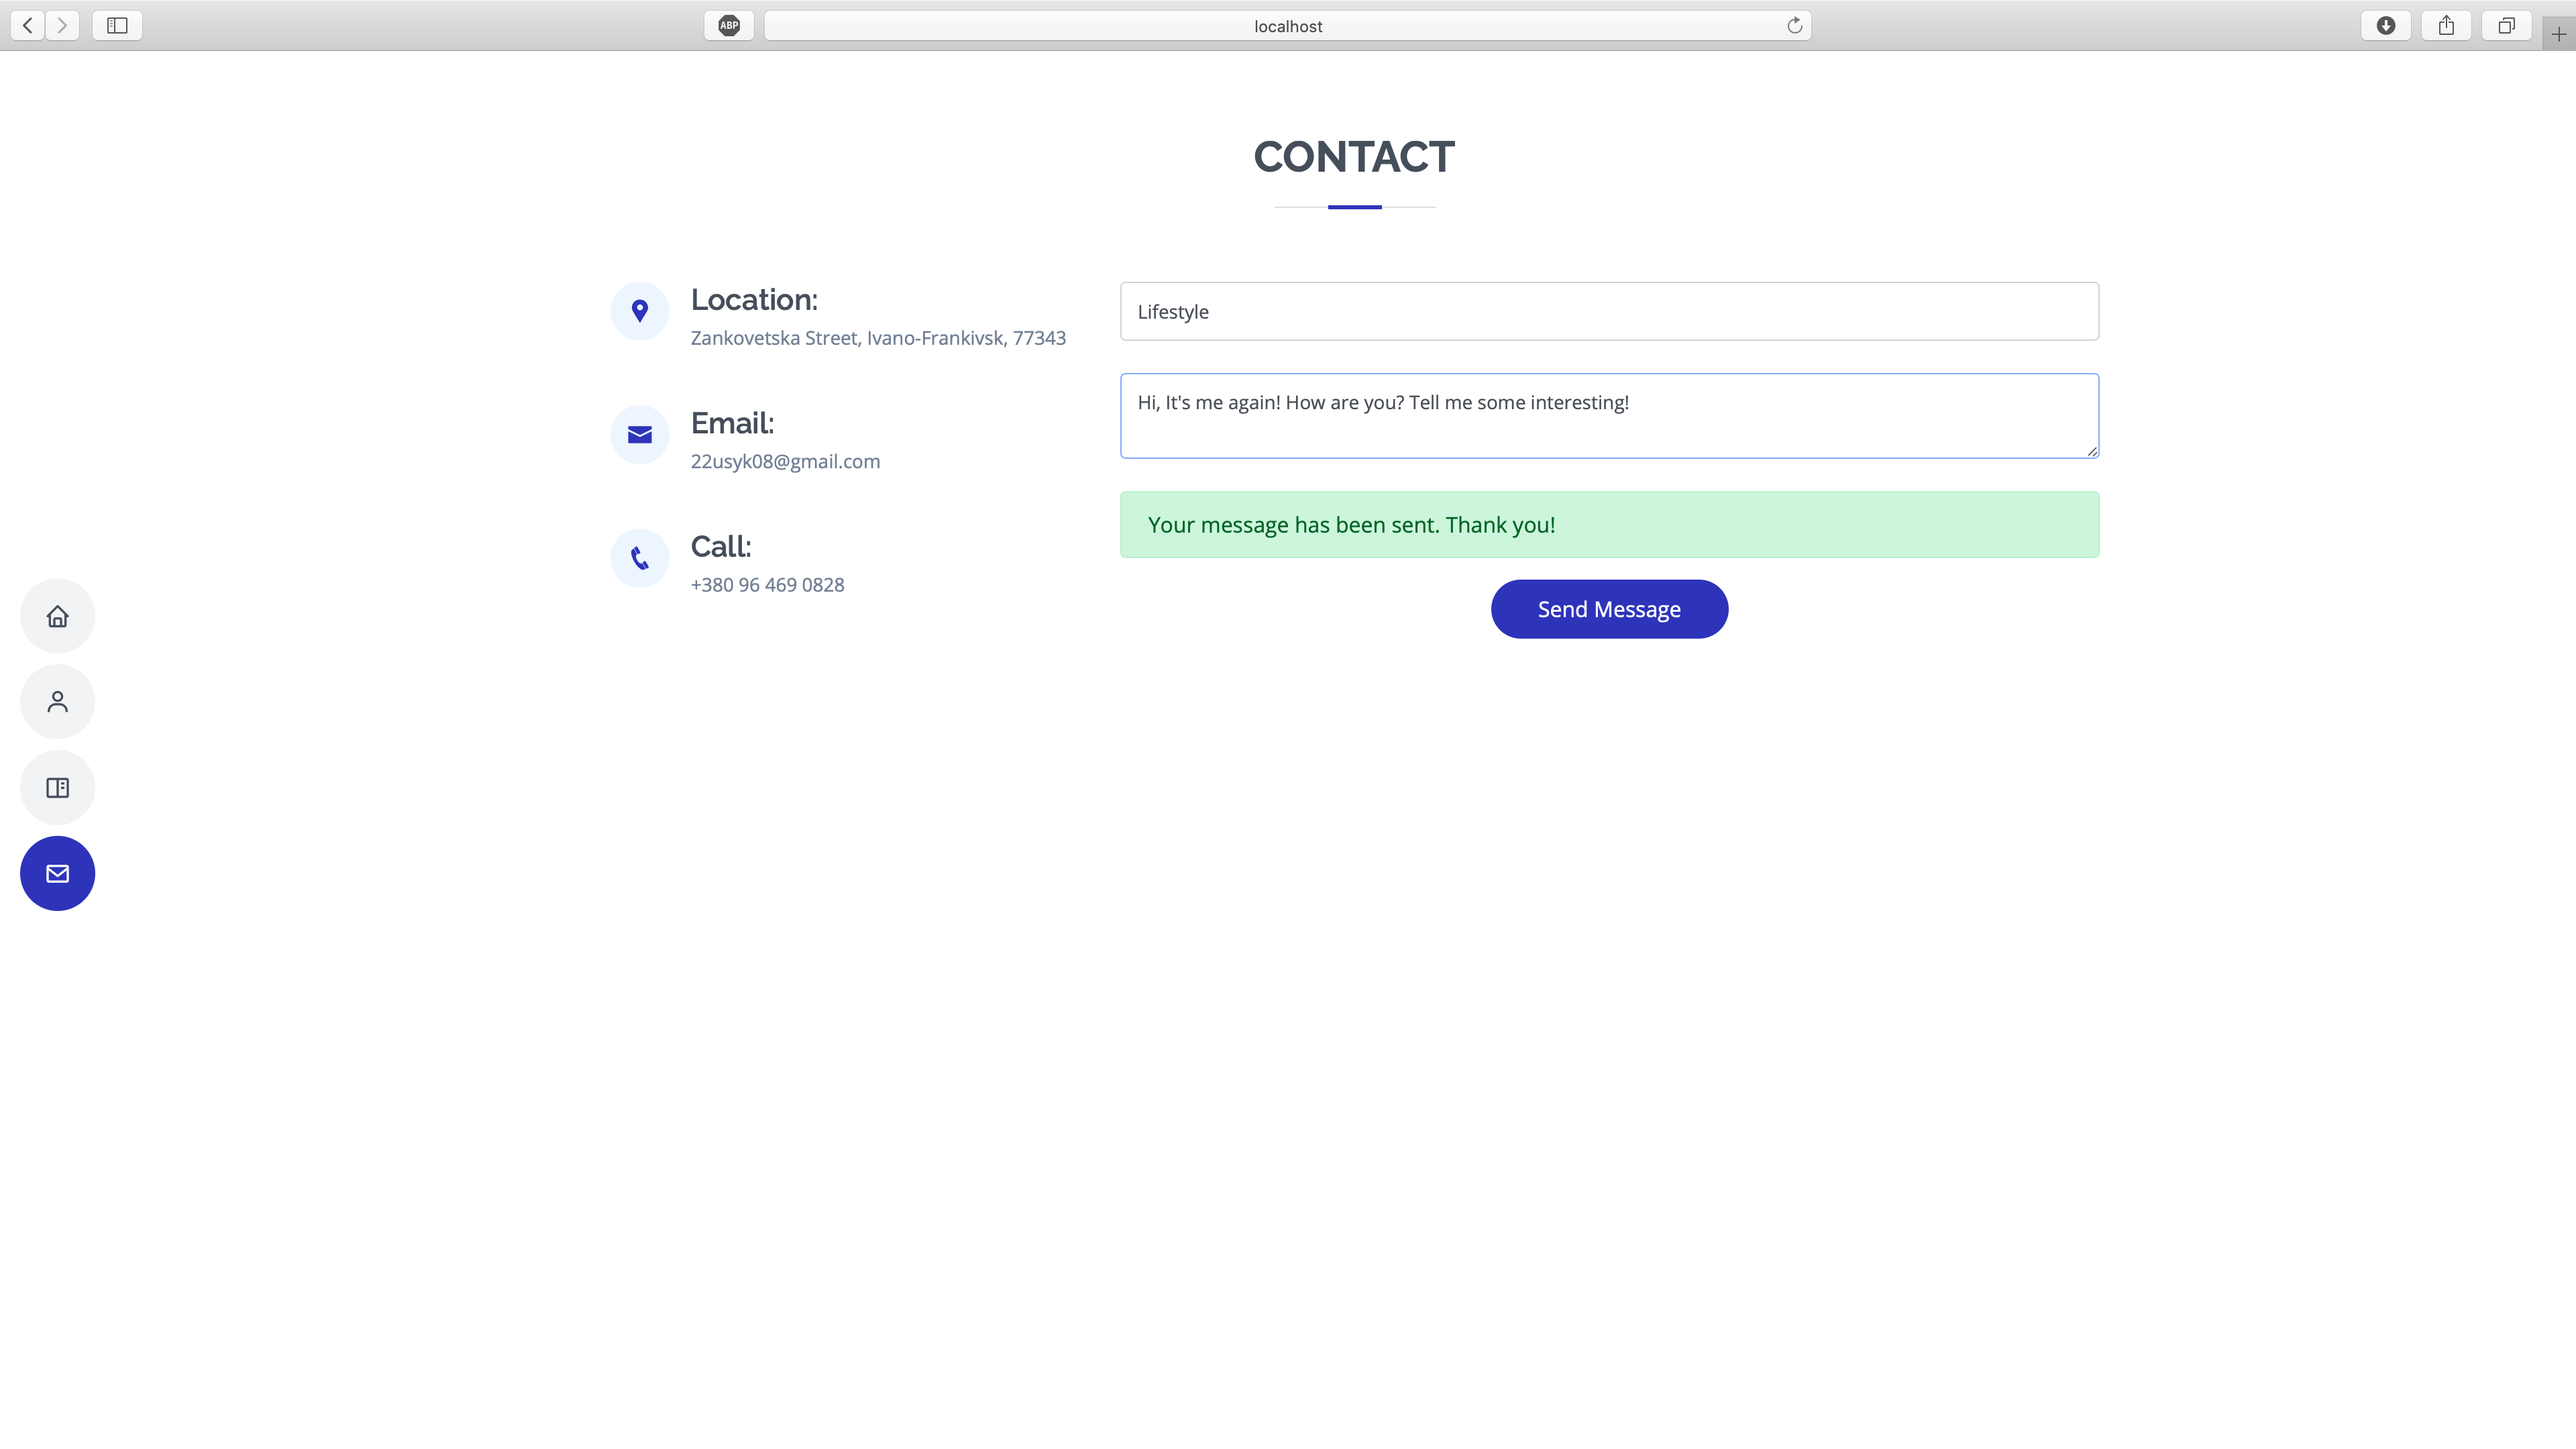 ABP
localhost
CONTACT
Location:
Zankovetska Street, Ivano-Frankivsk, 77343
Email:
22usyk08@gmail.com
Call:
+380 96 469 0828
Lifestyle
Hi, It's me again! How are you? Tell me some interesting!
Your message has been sent. Thank you!
Send Message